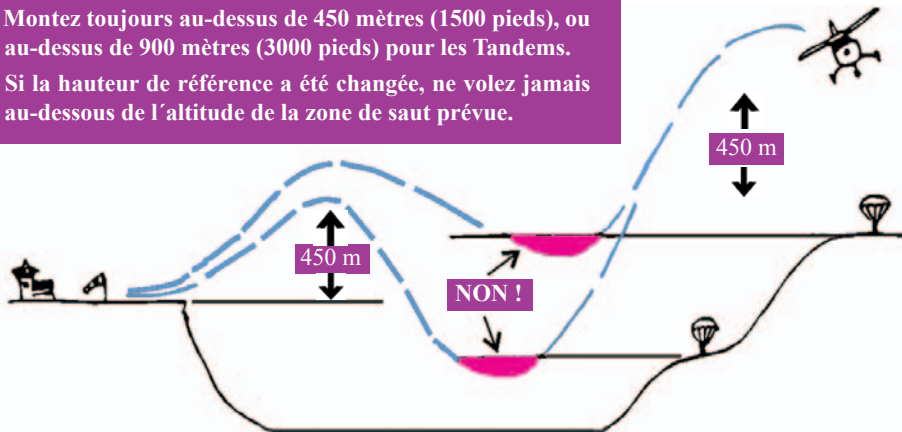 Montez toujours au-dessus de 450 mètres (1500 pieds), ou
au-dessus de 900 mètres (3000 pieds) pour les Tandems.
Si la hauteur de référence a été changée, ne volez jamais
au-dessous de l´altitude de la zone de saut prévue.
450 m
450 m
NON !